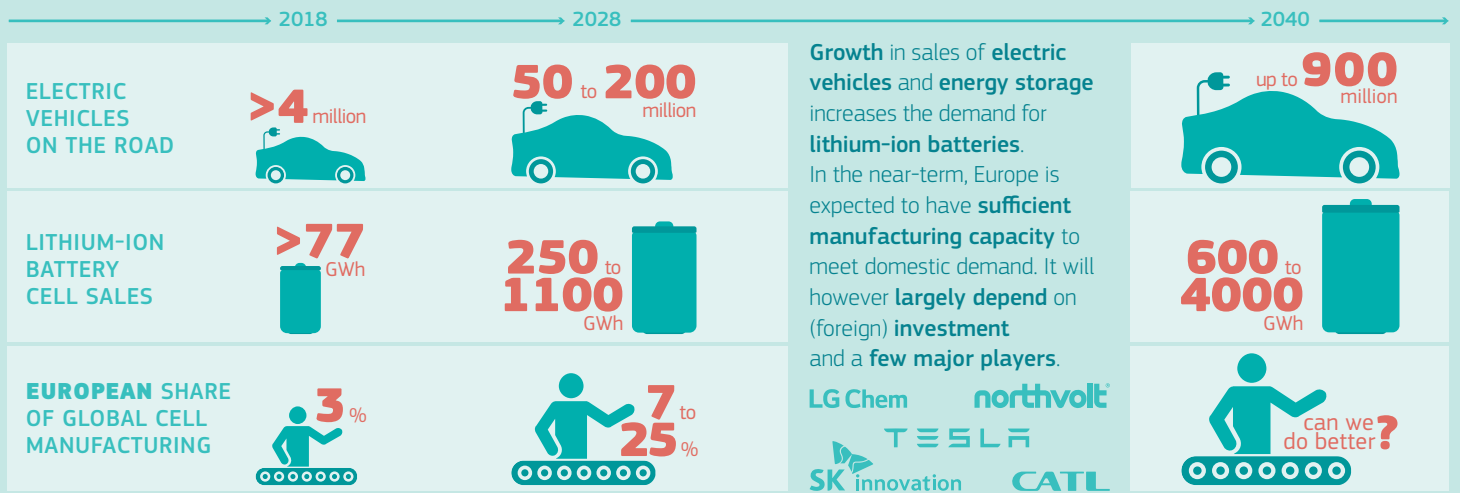 2018
2028
2040
ELECTRIC
VEHICLES
ON THE ROAD
>4 million
50 to 200
million
Growth in sales of electric
vehicles and energy storage
increases the demand for
lithium-ion batteries.
In the near-term, Europe is
expected to have sufficient
manufacturing capacity to
meet domestic demand. It will
however largely depend on
(foreign) investment
and a few major players.
LG Chem
northvolt
TESLA
SK innovation
CATL
up to 900
million
LITHIUM-ION
BATTERY
CELL SALES
>77
GWh
250 to
1100
GWh
600 to
4000
GWh
EUROPEAN SHARE
OF GLOBAL CELL
MANUFACTURING
3 %
7 to
25 %
can we
do better?